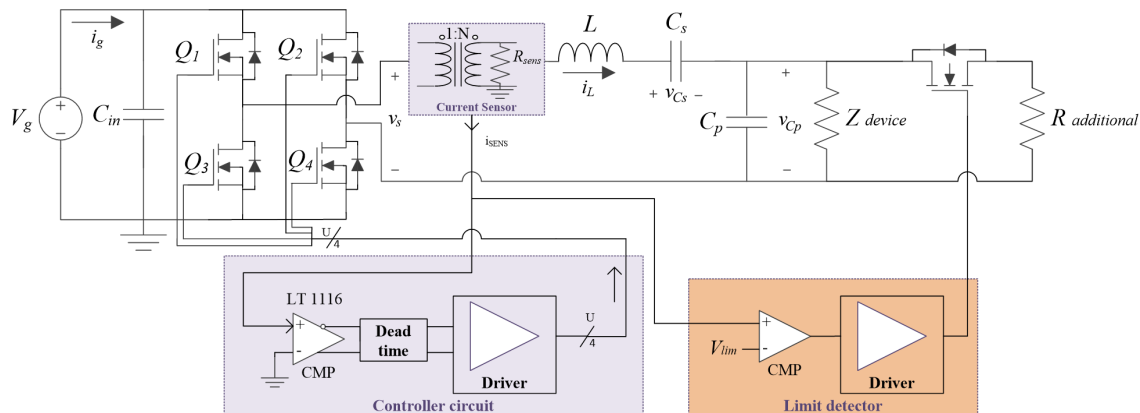 1:N
i_g
Q_1
Q_2
R_sens
L
C_s
V_g
C_in
+
−
Current Sensor
+
v_s
−
i_L
+ v_Cs −
C_p
+
v_Cp
−
Z device
R additional
Q_3
Q_4
i_SENS
U
4
LT 1116
+
-
CMP
Dead
time
Driver
U
4
Controller circuit
V_lim
+
-
CMP
Driver
Limit detector